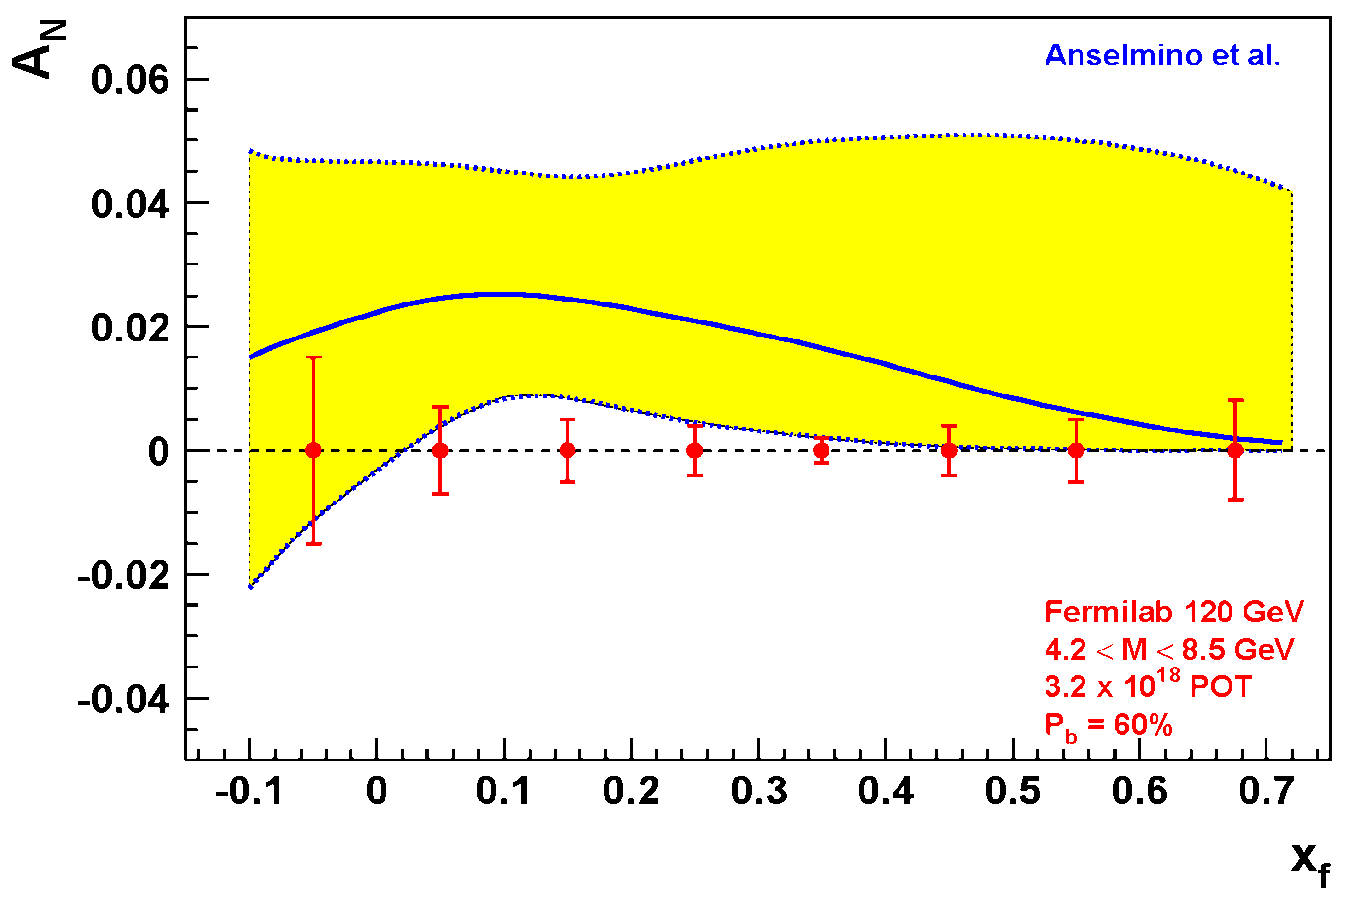 A_N
Anselmino et al.
0.06
0.04
0.02
0
-0.02
-0.04
Fermilab 120 GeV
4.2 < M < 8.5 GeV
3.2 x 10^18 POT
P_b = 60%
-0.1 0 0.1 0.2 0.3 0.4 0.5 0.6 0.7
x_f